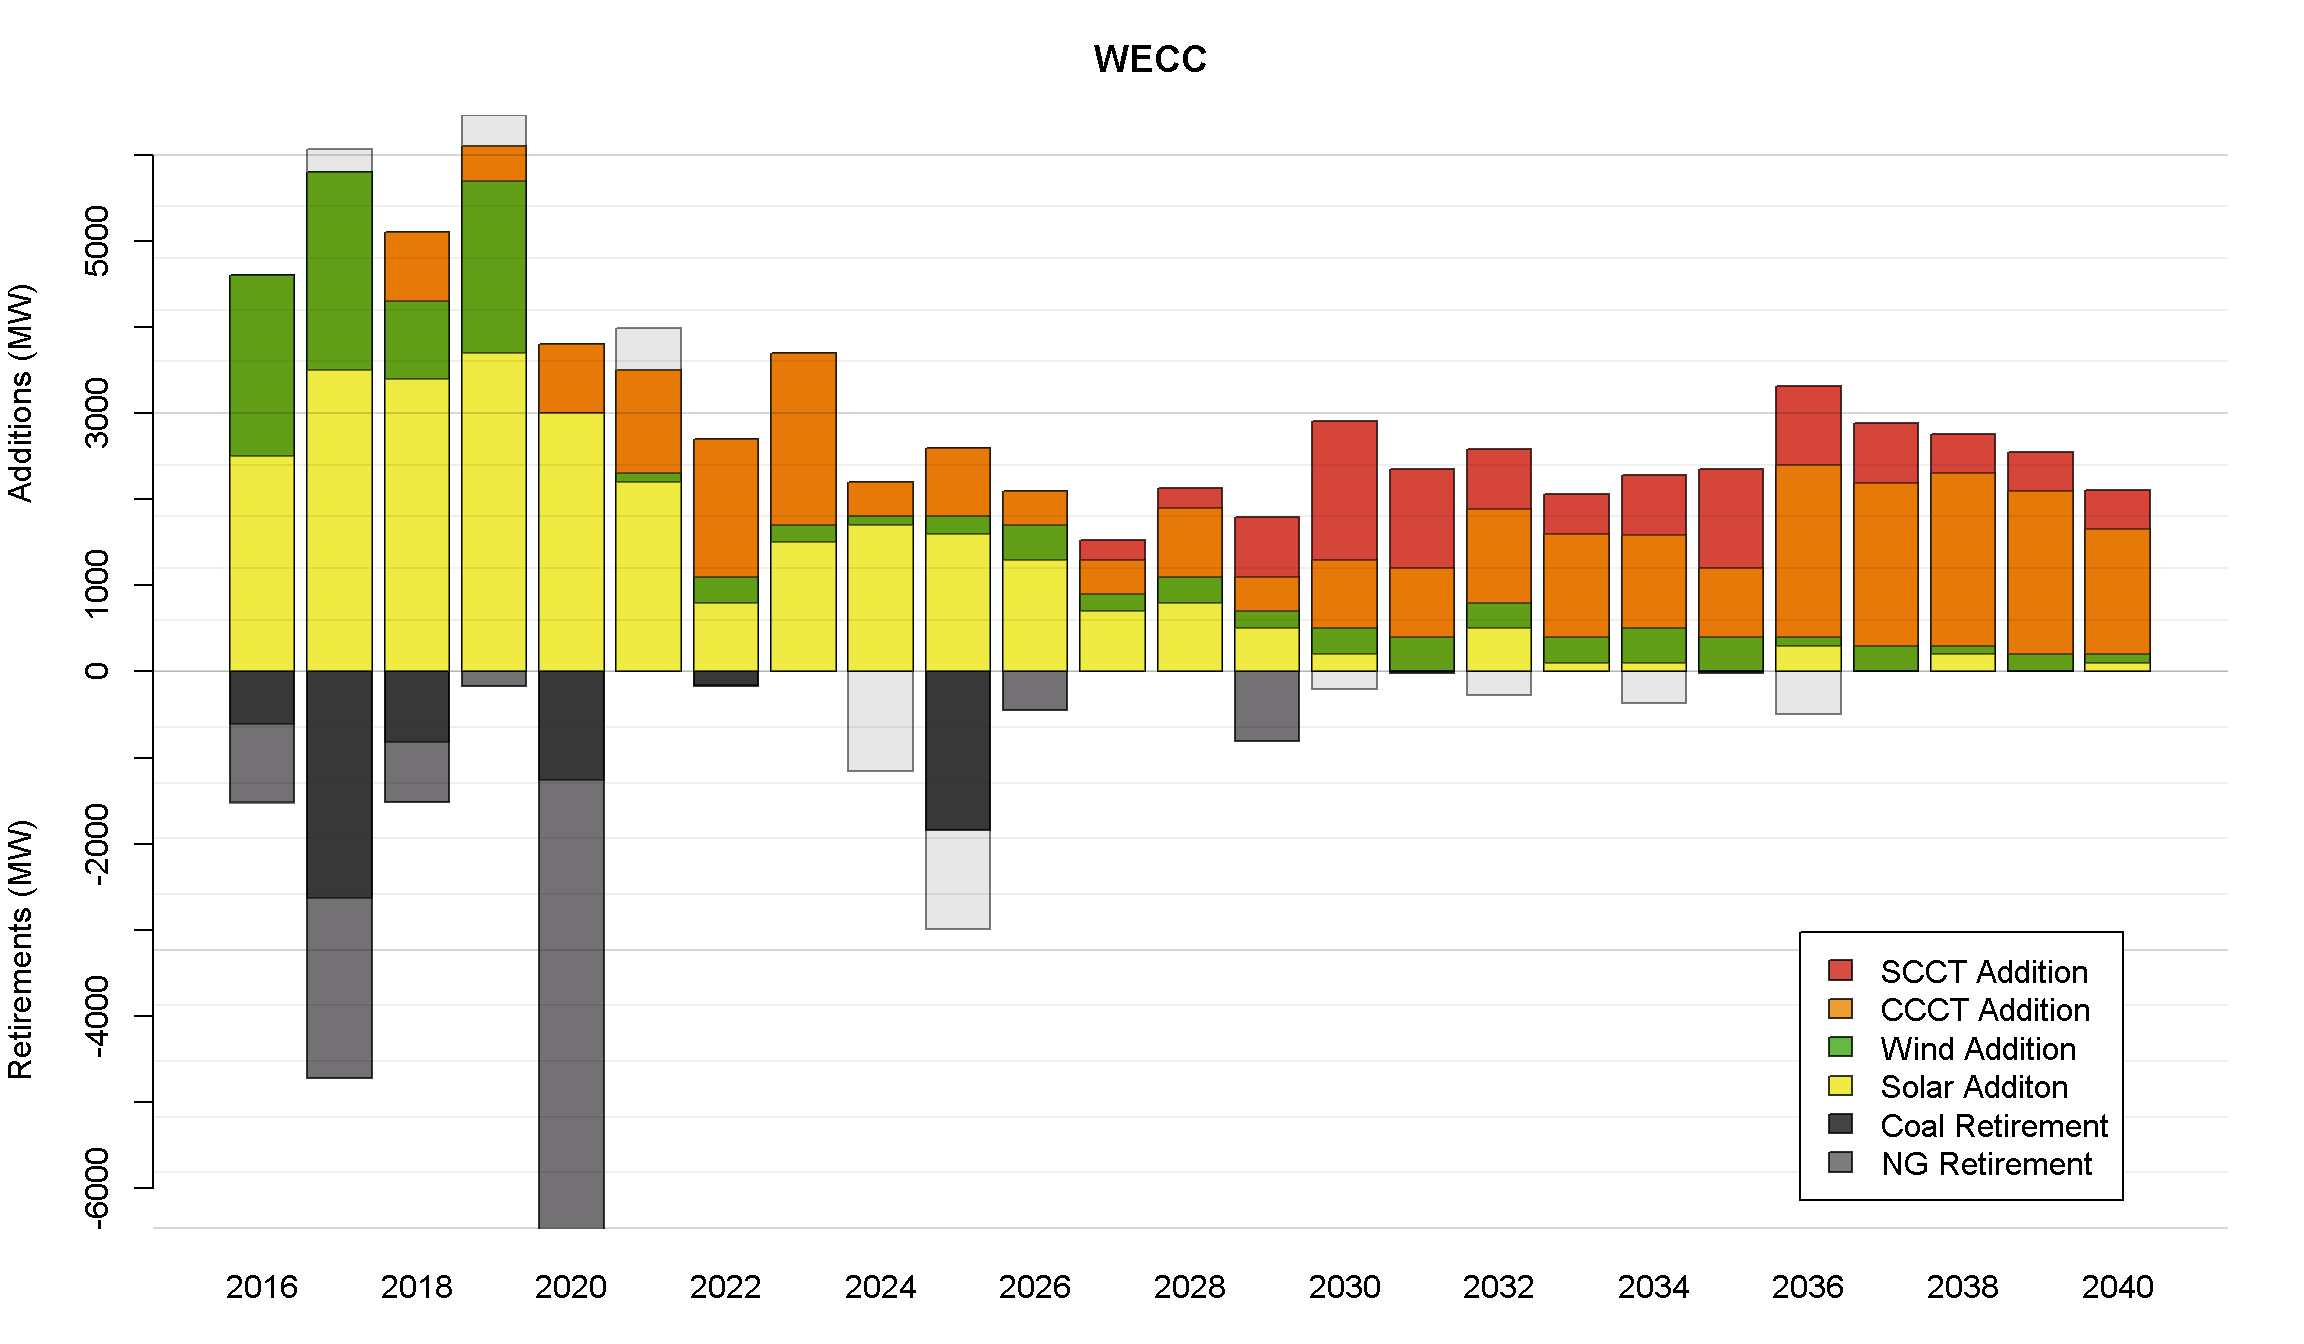 WECC
Additions (MW)
5000
3000
1000
0
Retirements (MW)
-2000
-4000
-6000
SCCT Addition
CCCT Addition
Wind Addition
Solar Additon
Coal Retirement
NG Retirement
2016 2018 2020 2022 2024 2026 2028 2030 2032 2034 2036 2038 2040